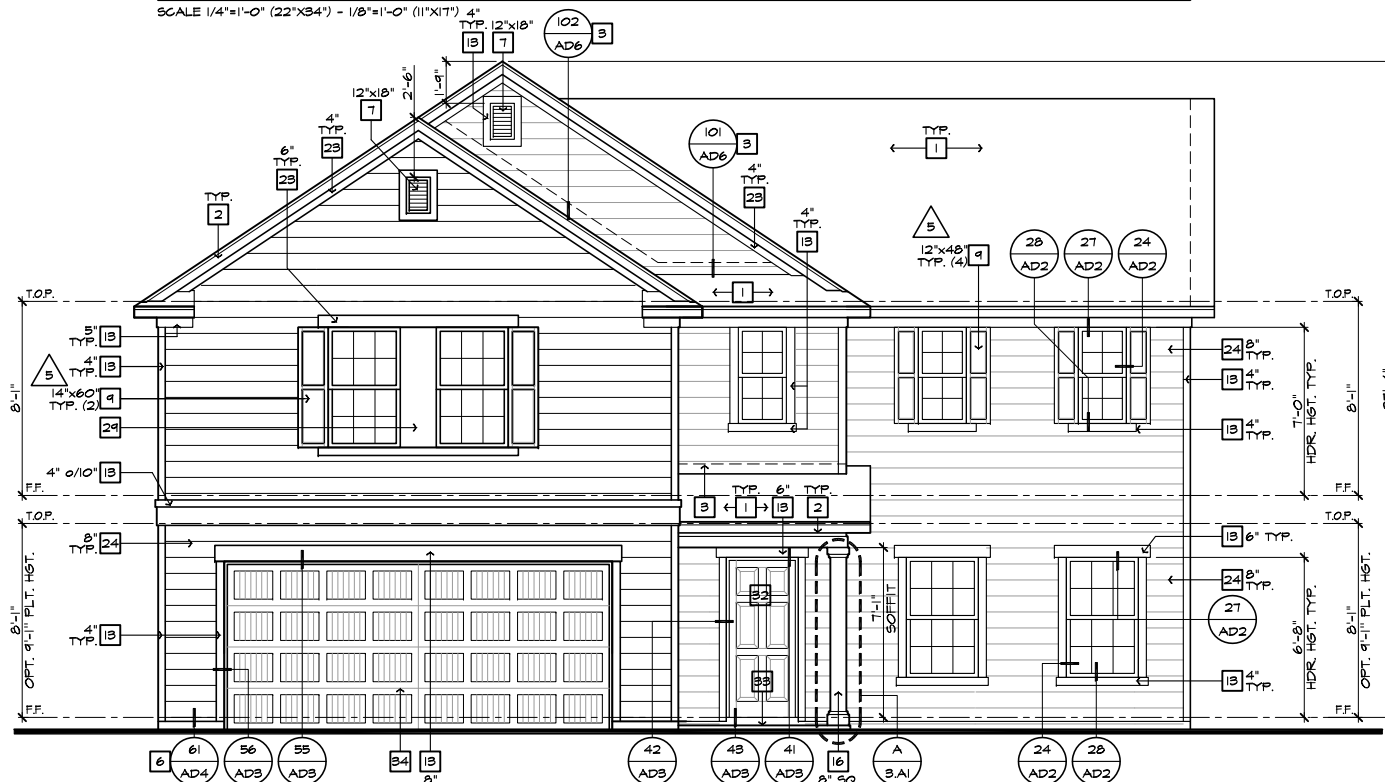 SCALE 1/4"=1'-0" (22"X34") - 1/8"=1'-0" (11"X17")
4"
TYP.
13
12"x18"
7
102
AD6
3
2'-6"
1'-9"
12"x18"
7
4"
TYP.
23
6"
TYP.
23
TYP.
2
101
AD6
3
TYP.
1
4"
TYP.
23
4"
TYP.
13
5
12"x48"
TYP. (4)
9
28
AD2
27
AD2
24
AD2
1
T.O.P.
T.O.P.
5"
TYP.
13
5
4"
TYP.
13
14"x60"
TYP. (2)
9
29
8'-1"
4" o/10"
13
F.F.
T.O.P.
24
8"
TYP.
13
4"
TYP.
13
4"
TYP.
7'-0"
HDR. HGT. TYP.
8'-1"
F.F.
T.O.P.
3
TYP.
1
6"
13
TYP.
2
8"
TYP.
24
8'-1"
OPT. 9'-1" PLT. HGT.
4"
TYP.
13
F.F.
32
33
7'-1"
SOFFIT
13
6" TYP.
24
8"
TYP.
27
AD2
13
4"
TYP.
6'-8"
HDR. HGT. TYP.
8'-1"
OPT. 9'-1" PLT. HGT.
F.F.
6
61
AD4
56
AD3
55
AD3
34
13
8"
42
AD3
43
AD3
41
AD3
16
8" SQ
A
3.A1
24
AD2
28
AD2